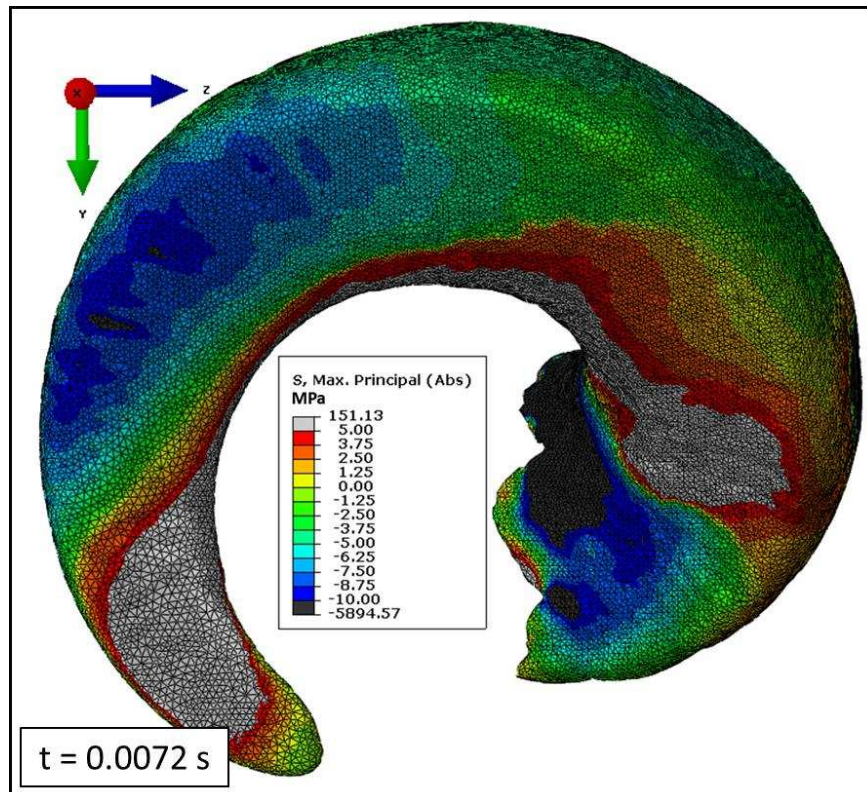 X
Z
Y
S, Max. Principal (Abs)
MPa
151.13
5.00
3.75
2.50
1.25
0.00
-1.25
-2.50
-3.75
-5.00
-6.25
-7.50
-8.75
-10.00
-5894.57
t = 0.0072 s